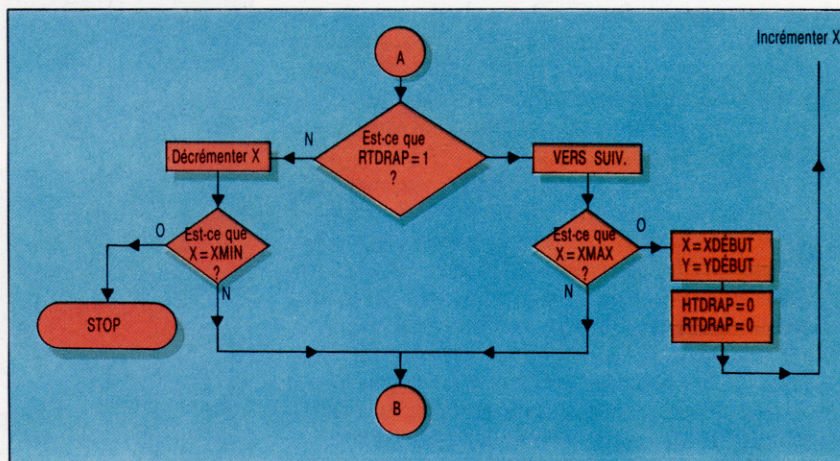 Incrémenter X
A
Est-ce que
RTDRAP = 1
?
N
Décrémenter X
VERS SUIV.
O
Est-ce que
X = XMIN
?
N
STOP
Est-ce que
X = XMAX
?
O
N
X = XDÉBUT
Y = YDÉBUT
HTDRAP = 0
RTDRAP = 0
B